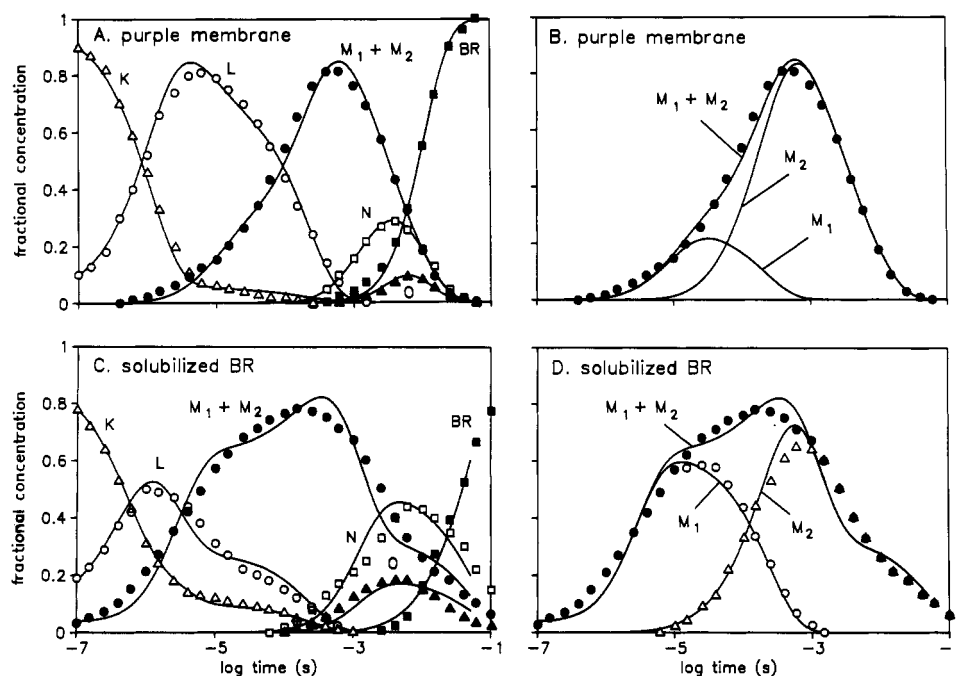 A. purple membrane
B. purple membrane
fractional concentration
1
0.8
0.6
0.4
0.2
0
K
L
M₁ + M₂
BR
N
O
M₁ + M₂
M₂
M₁
C. solubilized BR
D. solubilized BR
fractional concentration
1
0.8
0.6
0.4
0.2
0
K
L
M₁ + M₂
BR
N
O
M₁ + M₂
M₁
M₂
-7 -5 -3 -1
log time (s)
-7 -5 -3 -
log time (s)